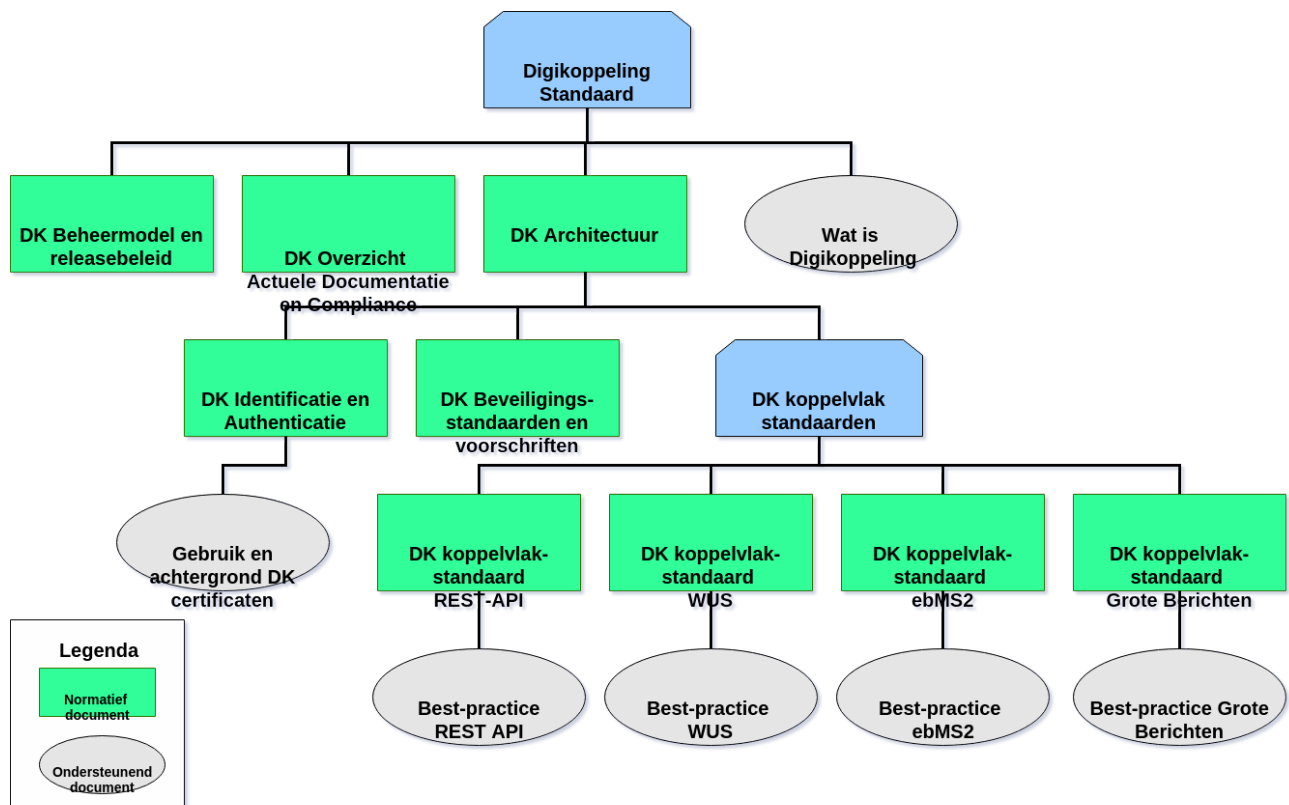 Digikoppeling
Standaard
DK Beheermodel en
releasebeleid
DK Overzicht
Actuele Documentatie
en Compliance
DK Architectuur
Wat is
Digikoppeling
DK Identificatie en
Authenticatie
DK Beveiligings-
standaarden en
voorschriften
DK koppelvlak
standaarden
Gebruik en
achtergrond DK
certificaten
DK koppelvlak-
standaard
REST-API
DK koppelvlak-
standaard
WUS
DK koppelvlak-
standaard
ebMS2
DK koppelvlak-
standaard
Grote Berichten
Best-practice
REST API
Best-practice
WUS
Best-practice
ebMS2
Best-practice Grote
Berichten
Legenda
Normatief
document
Ondersteunend
document